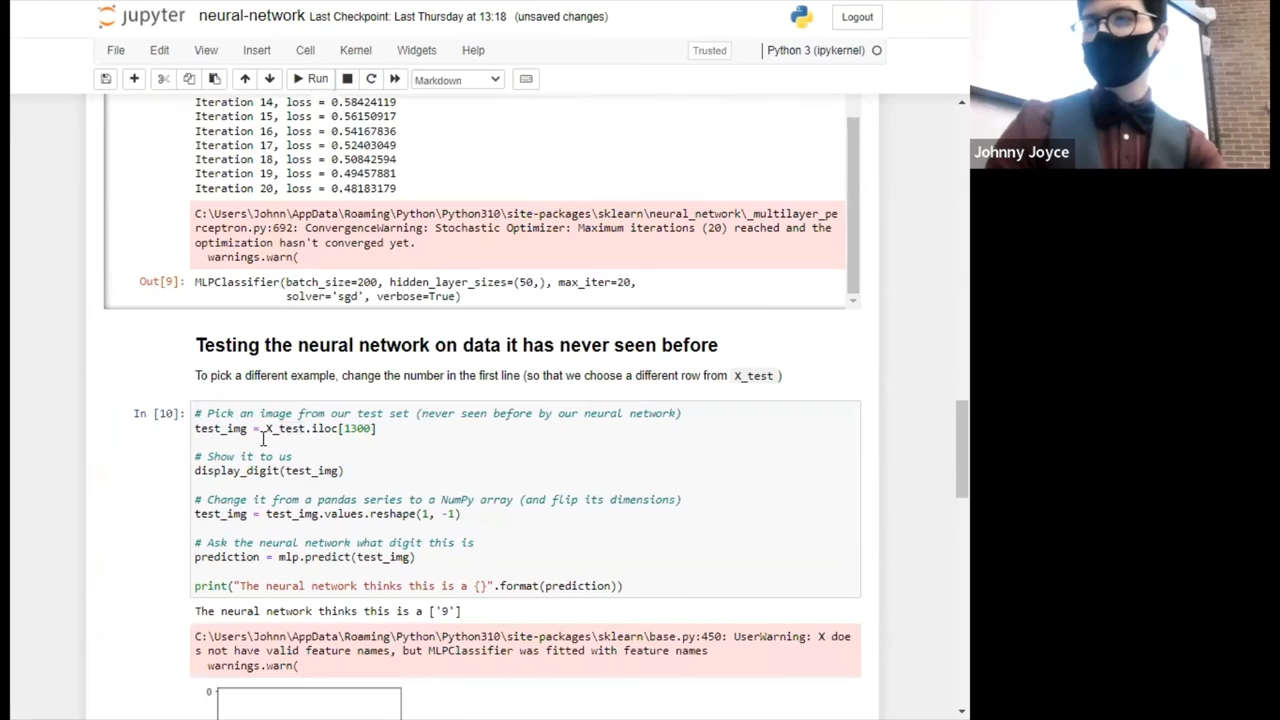 jupyter neural-network Last Checkpoint: Last Thursday at 13:18 (unsaved changes) Logout
File Edit View Insert Cell Kernel Widgets Help Trusted Python 3 (ipykernel)
Run Markdown
Iteration 14, loss = 0.58424119
Iteration 15, loss = 0.56150917
Iteration 16, loss = 0.54167836
Iteration 17, loss = 0.52403049
Iteration 18, loss = 0.50842594
Iteration 19, loss = 0.49457881
Iteration 20, loss = 0.48183179
C:\Users\Johnn\AppData\Roaming\Python\Python310\site-packages\sklearn\neural_network\_multilayer_pe
rceptron.py:692: ConvergenceWarning: Stochastic Optimizer: Maximum iterations (20) reached and the
optimization hasn't converged yet.
warnings.warn(
Out[9]: MLPClassifier(batch_size=200, hidden_layer_sizes=(50,), max_iter=20,
solver='sgd', verbose=True)
Testing the neural network on data it has never seen before
To pick a different example, change the number in the first line (so that we choose a different row from X_test )
In [10]: # Pick an image from our test set (never seen before by our neural network)
test_img = X_test.iloc[1300]
# Show it to us
display_digit(test_img)
# Change it from a pandas series to a NumPy array (and flip its dimensions)
test_img = test_img.values.reshape(1, -1)
# Ask the neural network what digit this is
prediction = mlp.predict(test_img)
print("The neural network thinks this is a {}".format(prediction))
The neural network thinks this is a ['9']
C:\Users\Johnn\AppData\Roaming\Python\Python310\site-packages\sklearn\base.py:450: UserWarning: X doe
s not have valid feature names, but MLPClassifier was fitted with feature names
warnings.warn(
0
Johnny Joyce